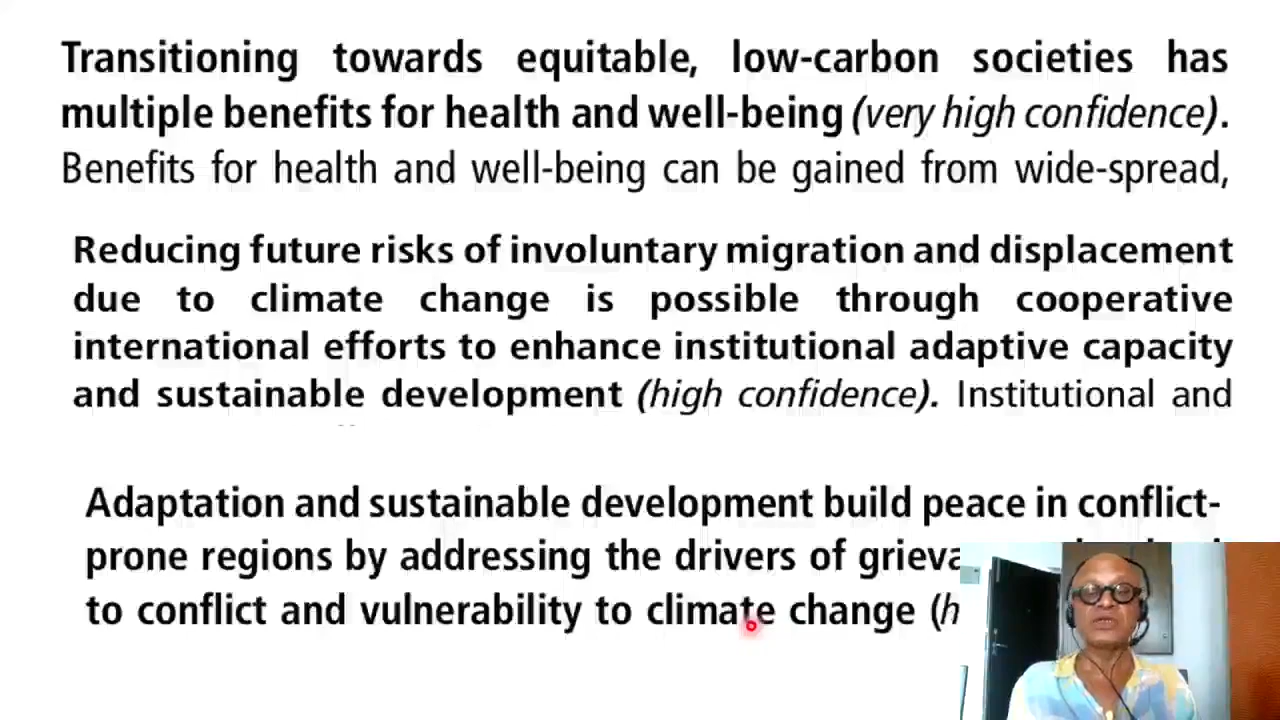 Transitioning towards equitable, low-carbon societies has
multiple benefits for health and well-being (very high confidence).
Benefits for health and well-being can be gained from wide-spread,
Reducing future risks of involuntary migration and displacement
due to climate change is possible through cooperative
international efforts to enhance institutional adaptive capacity
and sustainable development (high confidence). Institutional and
Adaptation and sustainable development build peace in conflict-
prone regions by addressing the drivers of
to conflict and vulnerability to climate change